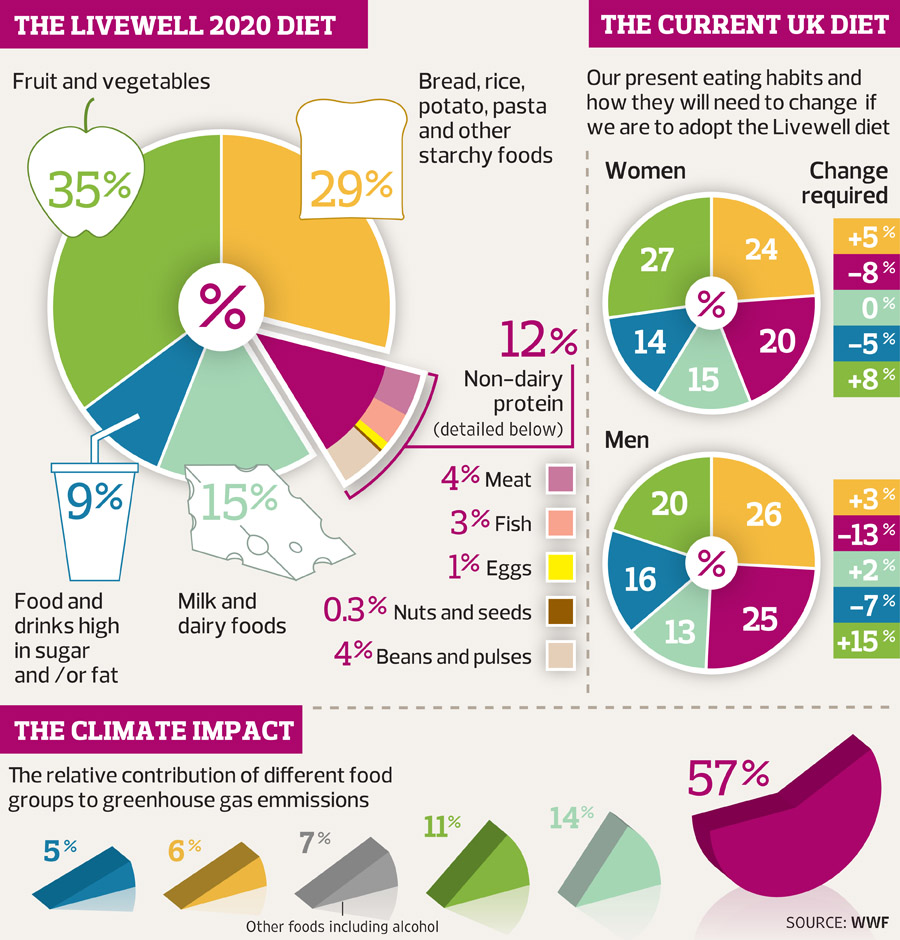 THE LIVEWELL 2020 DIET
Fruit and vegetables
35%
Bread, rice,
potato, pasta
and other
starchy foods
29%
%
12%
Non-dairy
protein
(detailed below)
4% Meat
3% Fish
1% Eggs
0.3% Nuts and seeds
4% Beans and pulses
9%
Food and
drinks high
in sugar
and /or fat
15%
Milk and
dairy foods
THE CURRENT UK DIET
Our present eating habits and
how they will need to change if
we are to adopt the Livewell diet
Women
Change
required
27
24
%
14
20
15
+5%
-8%
0%
-5%
+8%
Men
20
26
%
16
25
13
+3%
-13%
+2%
-7%
+15%
THE CLIMATE IMPACT
The relative contribution of different food
groups to greenhouse gas emmissions
5%
6%
7%
11%
14%
57%
Other foods including alcohol
SOURCE: WWF